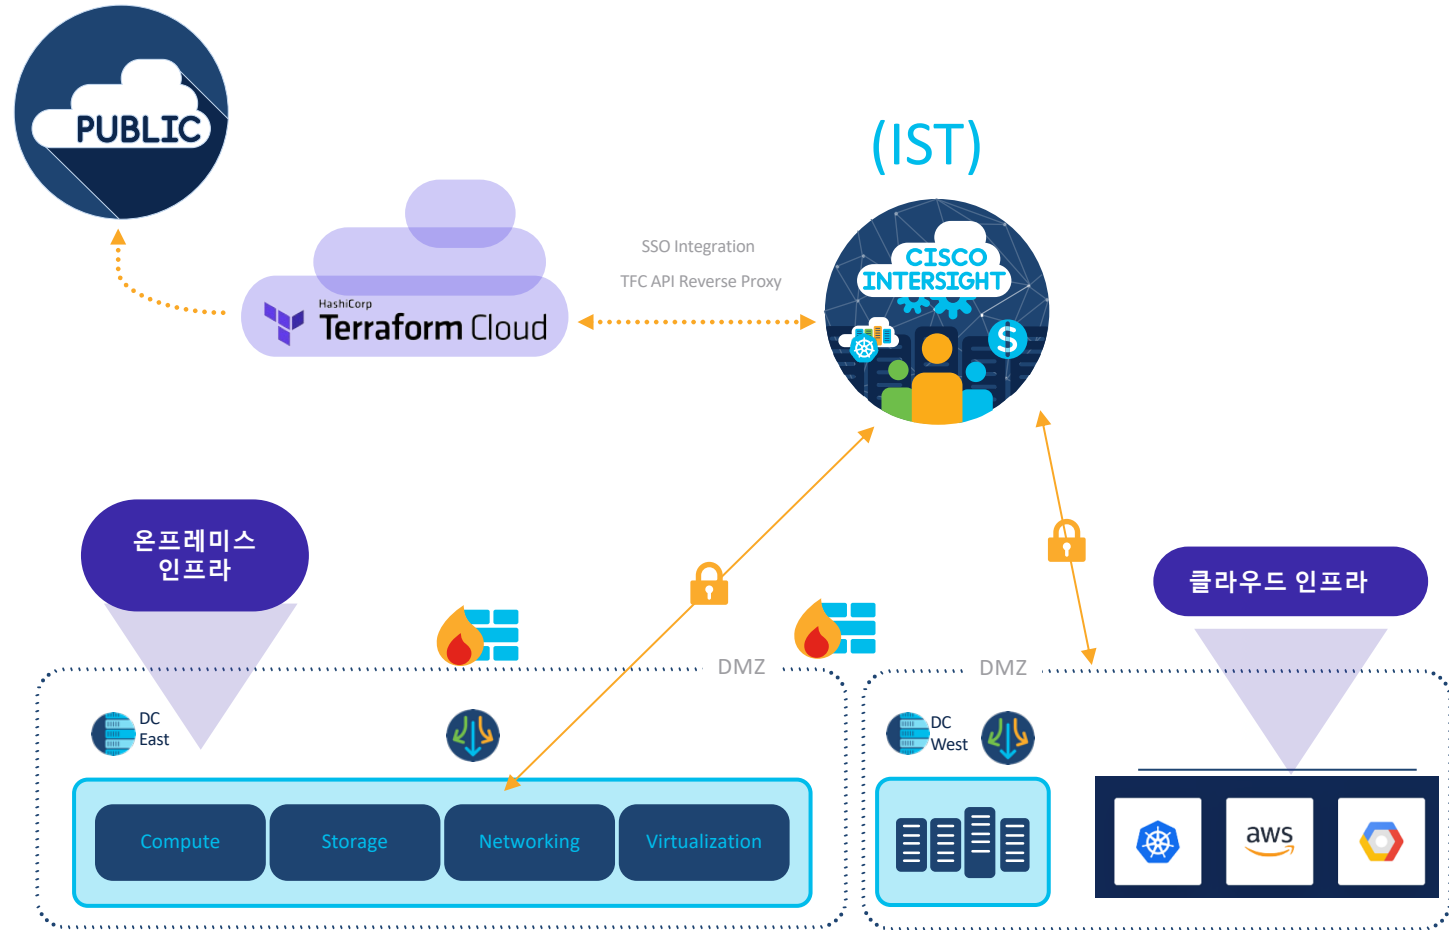 PUBLIC
(IST)
SSO Integration
TFC API Reverse Proxy
HashiCorp
Terraform Cloud
CISCO
INTERSIGHT
S
온프레미스
인프라
클라우드 인프라
DMZ
DMZ
DC
East
DC
West
Compute
Storage
Networking
Virtualization
aws